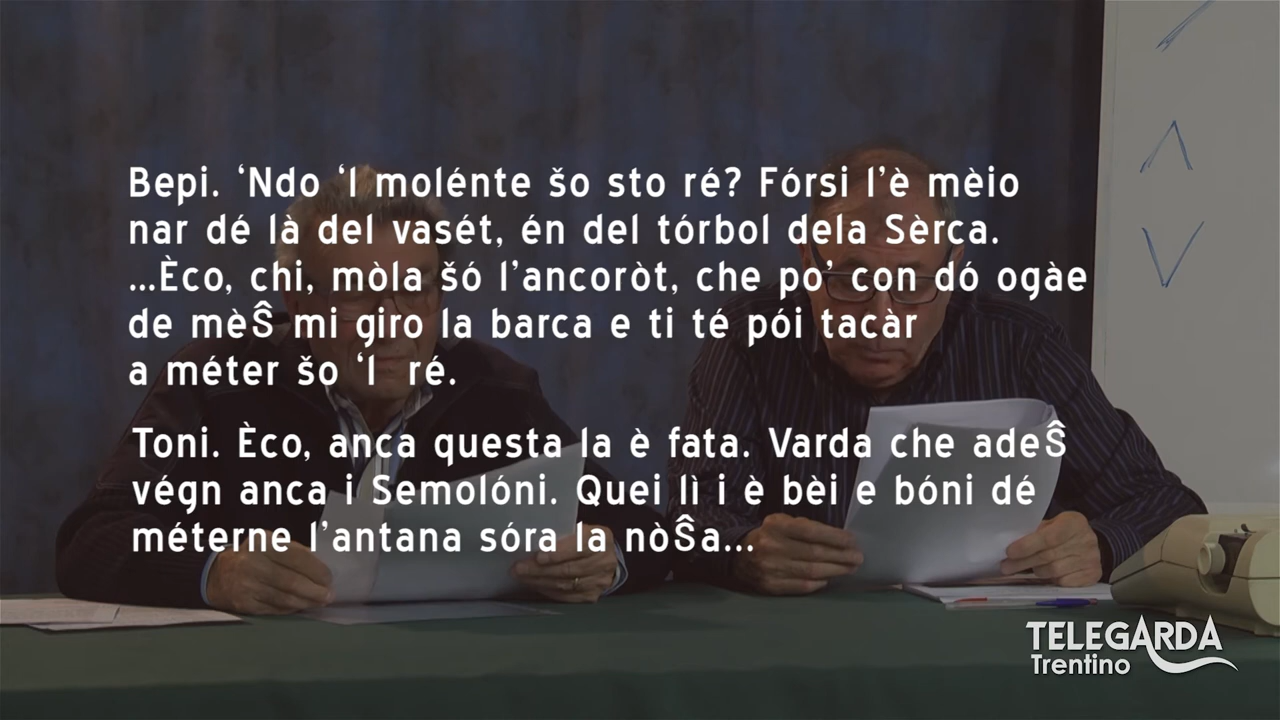 Bepi. ‘Ndo ‘l molénte šo sto ré? Fórsi l’è mèio
nar dé là del vasét, én del tórbol dela Sèrca.
...Èco, chi, mòla šó l’ancoròt, che po’ con dó ogàe
de mèŜ mi giro la barca e ti té pói tacàr
a méter šo ‘l ré.
Toni. Èco, anca questa la è fata. Varda che adeŜ
végn anca i Semolóni. Quei lì i è bèi e bóni dé
méterne l’antana sóra la nòŜa...
TELEGARDA
Trentino